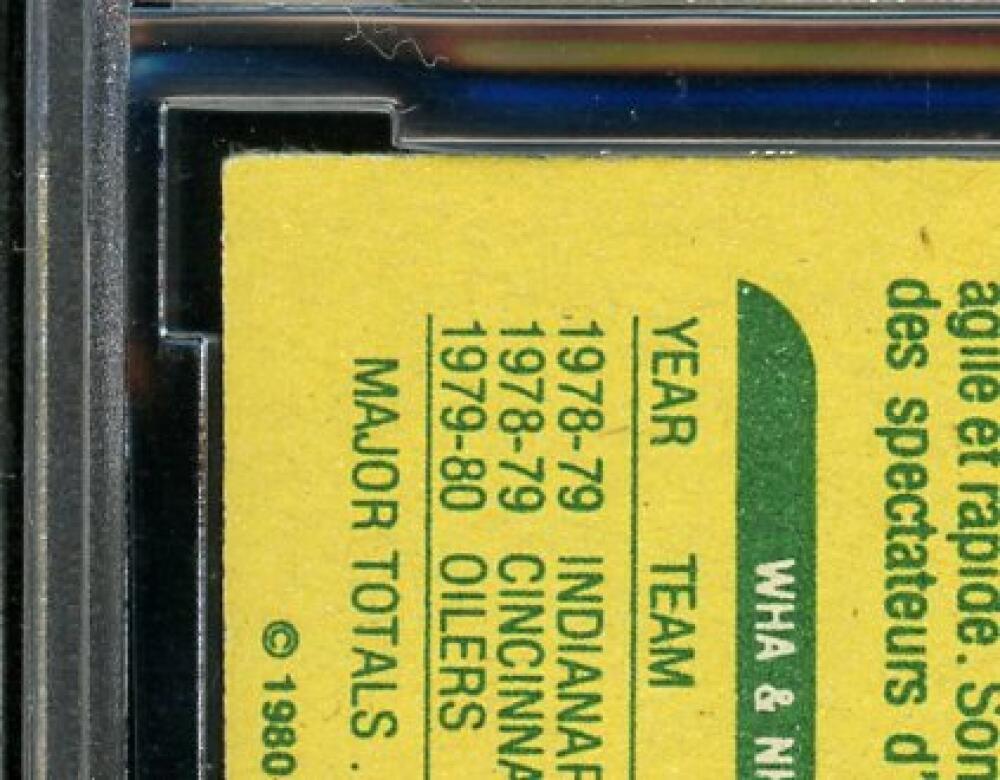 agile et rapide. Son
des spectateurs d'
WHA &
YEAR TEAM
1978-79 INDIANAP
1978-79 CINCINNA
1979-80 OILERS
MAJOR TOTALS .
© 1980